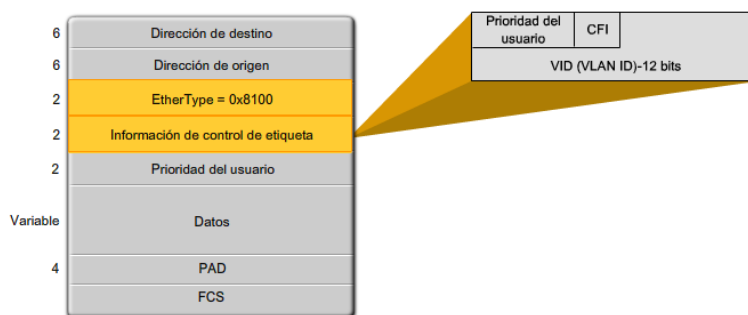 6 Dirección de destino
6 Dirección de origen
2 EtherType = 0x8100
2 Información de control de etiqueta
2 Prioridad del usuario
Variable Datos
4 PAD
FCS
Prioridad del
usuario
CFI
VID (VLAN ID)-12 bits